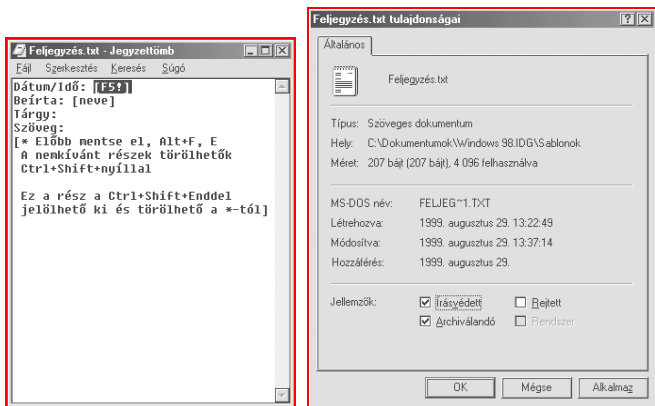 Feljegyzés.txt - Jegyzettömb
Fájl Szerkesztés Keresés Súgó
Dátum/Idő: [F5!]
Beírta: [neve]
Tárgy:
Szöveg:
[* Előbb mentse el, Alt+F, E
A nemkívánt részek törölhetők
Ctrl+Shift+nyíllal
Ez a rész a Ctrl+Shift+Enddel
jelölhető ki és törölhető a *-tól]
Feljegyzés.txt tulajdonságai
Általános
Feljegyzés.txt
Típus: Szöveges dokumentum
Hely: C:\Dokumentumok\Windows 98.IDG\Sablonok
Méret: 207 bájt (207 bájt), 4 096 felhasználva
MS-DOS név: FELJEG~1.TXT
Létrehozva: 1999. augusztus 29. 13:22:49
Módosítva: 1999. augusztus 29. 13:37:14
Hozzáférés: 1999. augusztus 29.
Jellemzők: Írásvédett Rejtett
Archiválandó Rendszer
OK Mégse Alkalmaz